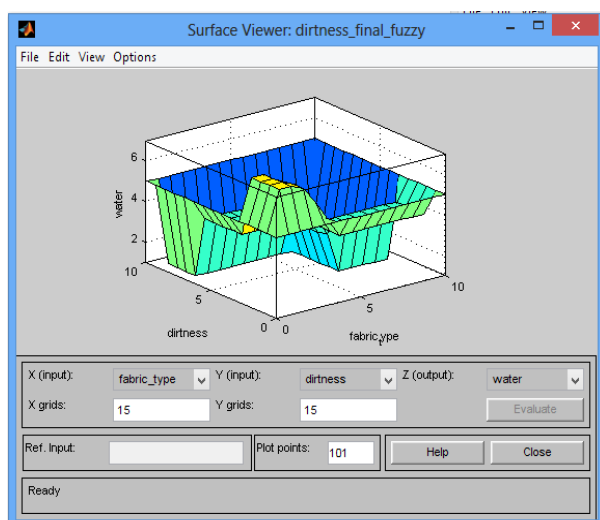 Surface Viewer: dirtness_final_fuzzy
File Edit View Options
6
4
2
water
10
5
0
dirtness
0
5
10
fabric_type
X (input): fabric_type Y (input): dirtness Z (output): water
X grids: 15 Y grids: 15 Evaluate
Ref. Input: Plot points: 101 Help Close
Ready